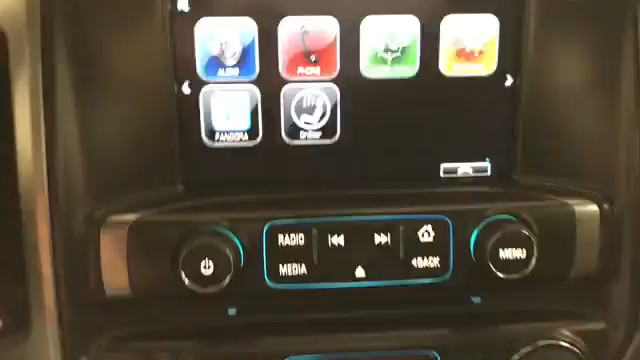 AUDIO
PHONE
PANDORA
OnStar
RADIO
MEDIA
BACK
MENU